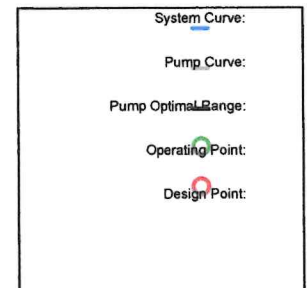 System Curve:
Pump Curve:
Pump Optimal Range:
Operating Point:
Design Point: